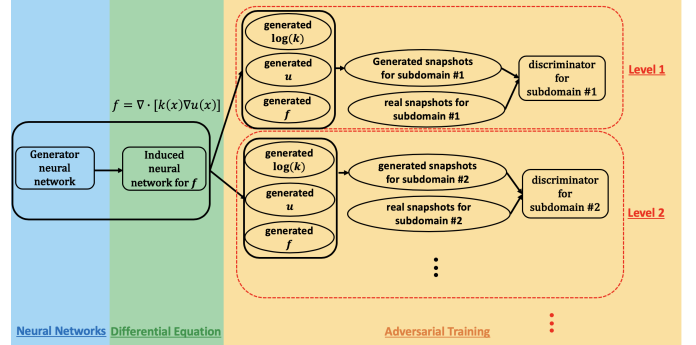 f = ∇ · [k(x)∇u(x)]
Generator
neural
network
Induced
neural
network for f
generated
log(k)
generated
u
generated
f
Generated snapshots
for subdomain #1
real snapshots for
subdomain #1
discriminator
for
subdomain #1
Level 1
generated
log(k)
generated
u
generated
f
generated snapshots
for subdomain #2
real snapshots for
subdomain #2
discriminator
for
subdomain #2
Level 2
Neural Networks
Differential Equation
Adversarial Training